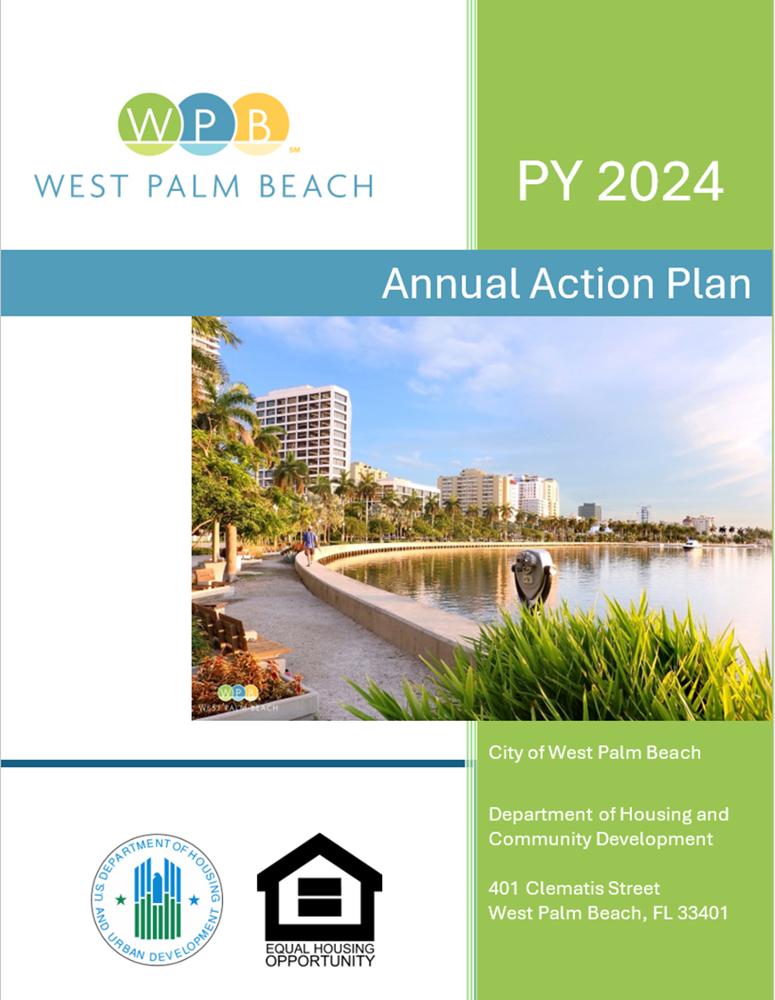 WPB
SM
WEST PALM BEACH
PY 2024
Annual Action Plan
WPB
WEST PALM BEACH
City of West Palm Beach
Department of Housing and
Community Development
401 Clematis Street
West Palm Beach, FL 33401
U.S. DEPARTMENT OF HOUSING
AND URBAN DEVELOPMENT
EQUAL HOUSING
OPPORTUNITY